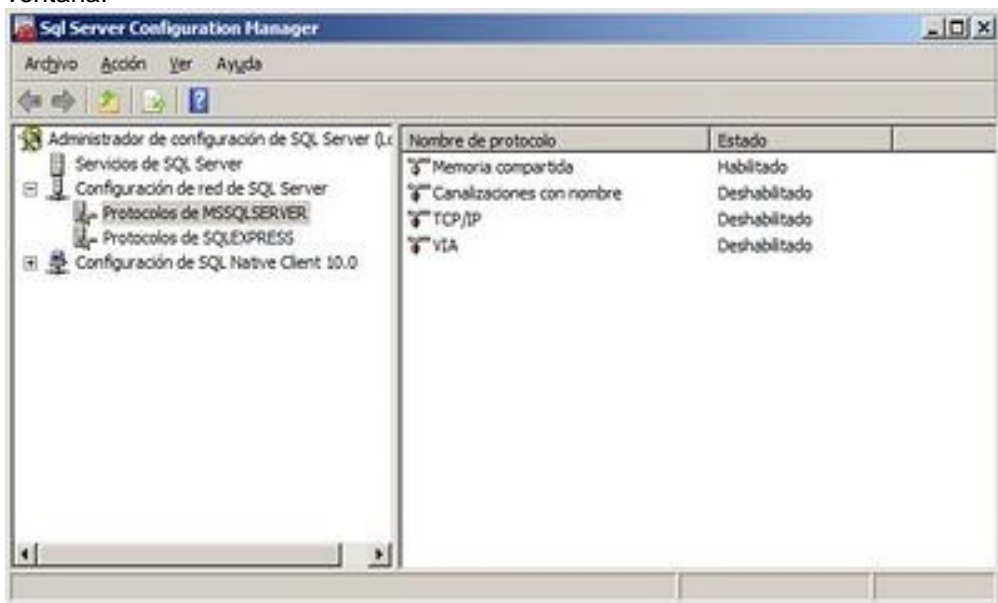 ventana.
Sql Server Configuration Manager
Archivo Acción Ver Ayuda
Administrador de configuración de SQL Server (Lo
Servicios de SQL Server
Configuración de red de SQL Server
Protocolos de MSSQLSERVER
Protocolos de SQLEXPRESS
Configuración de SQL Native Client 10.0
Nombre de protocolo Estado
Memoria compartida Habilitado
Canalizaciones con nombre Deshabilitado
TCP/IP Deshabilitado
VIA Deshabilitado